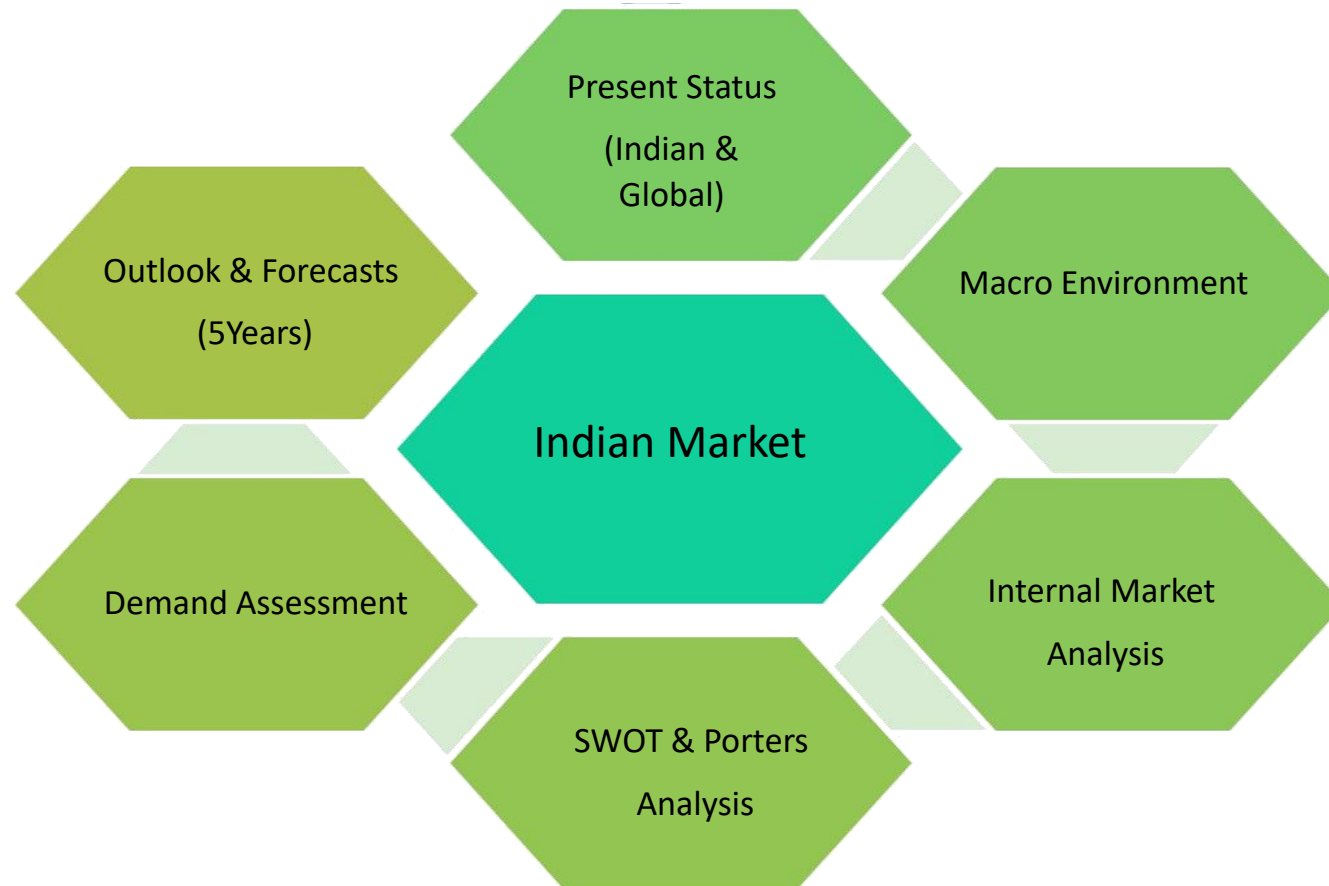 Present Status
(Indian &
Global)
Macro Environment
Internal Market
Analysis
SWOT & Porters
Analysis
Demand Assessment
Outlook & Forecasts
(5Years)
Indian Market